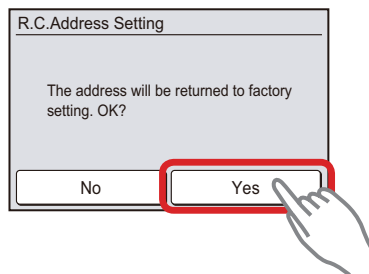 R.C.Address Setting
The address will be returned to factory
setting. OK?
No
Yes